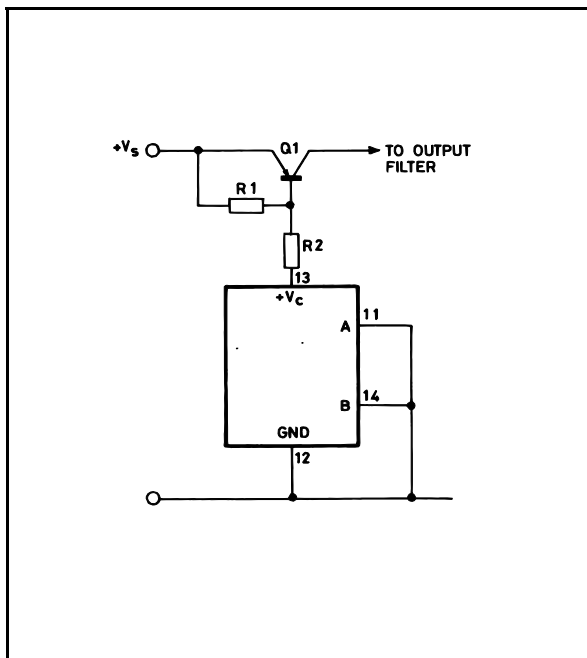 +Vs
Q1
TO OUTPUT
FILTER
R1
R2
13
+Vc
A
11
B
14
GND
12